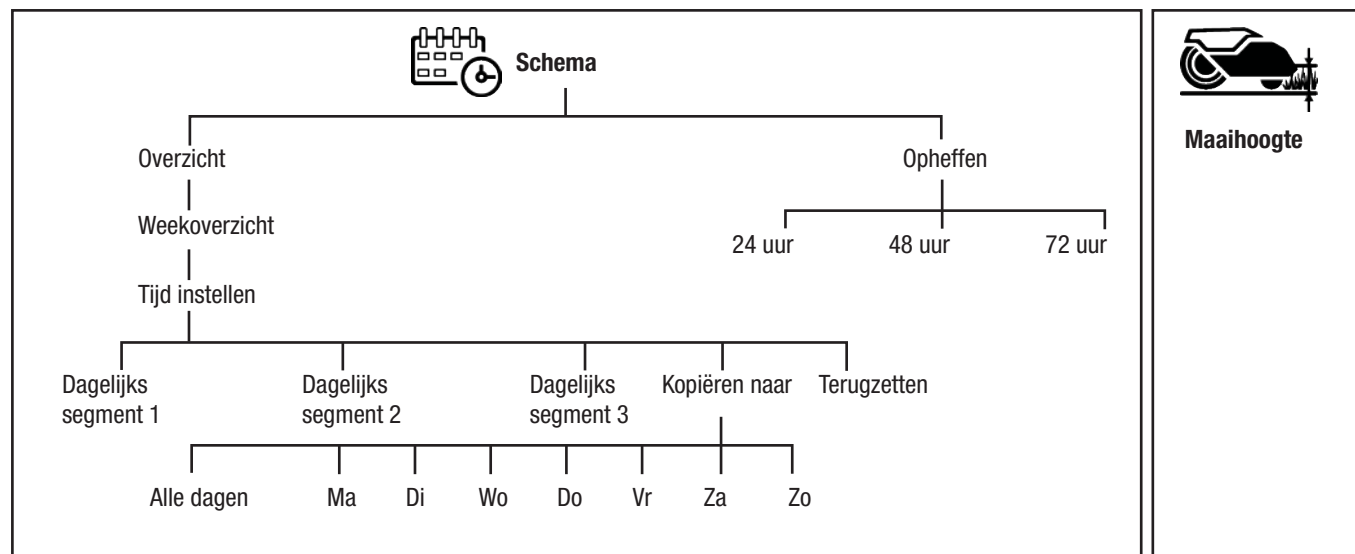 Schema
Maaihoogte
Overzicht
Opheffen
Weekoverzicht
24 uur
48 uur
72 uur
Tijd instellen
Dagelijks
segment 1
Dagelijks
segment 2
Dagelijks
segment 3
Kopiëren naar
Terugzetten
Alle dagen
Ma
Di
Wo
Do
Vr
Za
Zo